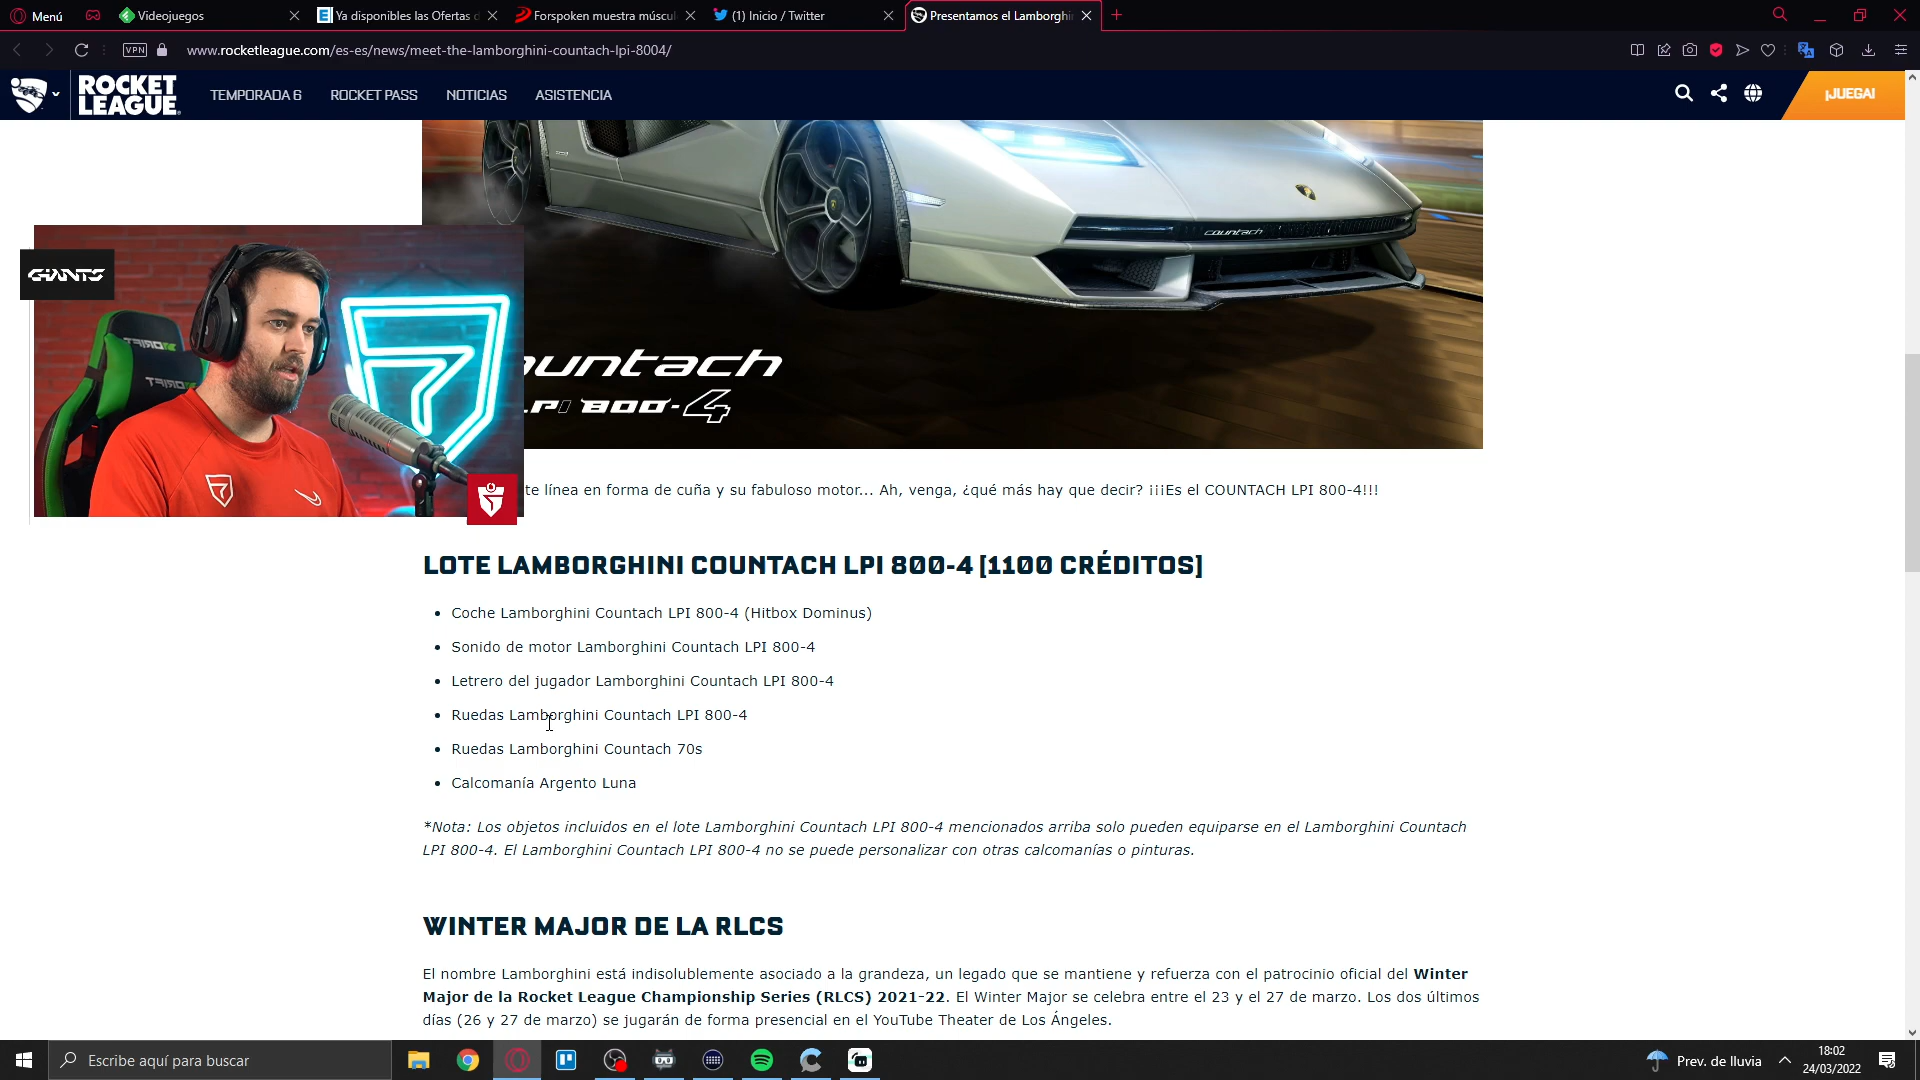 Menú
Videojuegos
Ya disponibles las Ofertas d
Forspoken muestra múscul
(1) Inicio / Twitter
Presentamos el Lamborghi
VPN
www.rocketleague.com/es-es/news/meet-the-lamborghini-countach-lpi-8004/
ROCKET
LEAGUE
TEMPORADA 6
ROCKET PASS
NOTICIAS
ASISTENCIA
¡JUEGA!
countach
GIANTS
DRIFT
DRIFT
ountach
LPI 800-4
te línea en forma de cuña y su fabuloso motor... Ah, venga, ¿qué más hay que decir? ¡¡¡Es el COUNTACH LPI 800-4!!!
LOTE LAMBORGHINI COUNTACH LPI 800-4 [1100 CRÉDITOS]
• Coche Lamborghini Countach LPI 800-4 (Hitbox Dominus)
• Sonido de motor Lamborghini Countach LPI 800-4
• Letrero del jugador Lamborghini Countach LPI 800-4
• Ruedas Lamborghini Countach LPI 800-4
• Ruedas Lamborghini Countach 70s
• Calcomanía Argento Luna
*Nota: Los objetos incluidos en el lote Lamborghini Countach LPI 800-4 mencionados arriba solo pueden equiparse en el Lamborghini Countach
LPI 800-4. El Lamborghini Countach LPI 800-4 no se puede personalizar con otras calcomanías o pinturas.
WINTER MAJOR DE LA RLCS
El nombre Lamborghini está indisolublemente asociado a la grandeza, un legado que se mantiene y refuerza con el patrocinio oficial del Winter
Major de la Rocket League Championship Series (RLCS) 2021-22. El Winter Major se celebra entre el 23 y el 27 de marzo. Los dos últimos
días (26 y 27 de marzo) se jugarán de forma presencial en el YouTube Theater de Los Ángeles.
Escribe aquí para buscar
Prev. de lluvia
18:02
24/03/2022